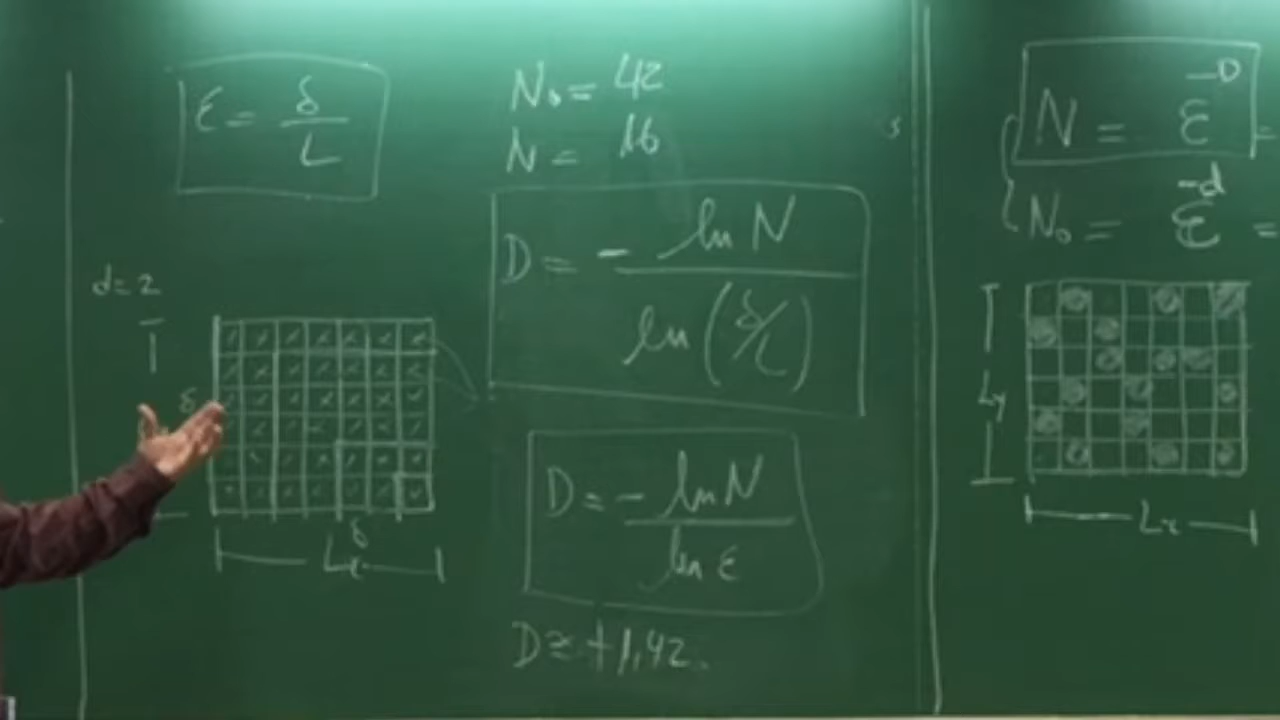 ε = δ / L
N₀ = 42
N = 16
D = - ln N / ln (δ/L)
d = 2
δ
δ
Lx
D = - ln N / ln ε
D ≈ + 1,42
N = ε^-D =
N₀ = ε^-d =
Ly
Lx